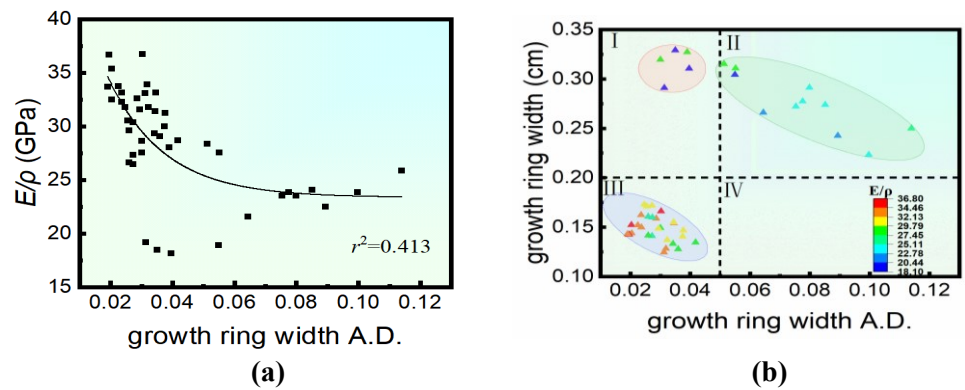 40
35
30
25
20
15
E/ρ (GPa)
r²=0.413
0.02 0.04 0.06 0.08 0.10 0.12
growth ring width A.D.
(a)
I II
0.35
0.30
0.25
0.20
0.15
0.10
growth ring width (cm)
III IV
E/ρ
36.80
34.46
32.13
29.79
27.45
25.11
22.78
20.44
18.10
0.02 0.04 0.06 0.08 0.10 0.12
growth ring width A.D.
(b)